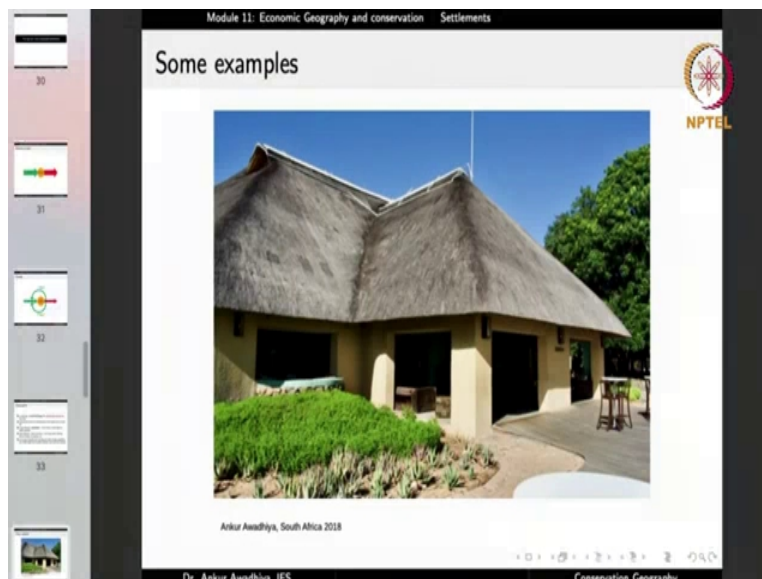 Module 11: Economic Geography and conservation Settlements
Some examples
NPTEL
30
31
32
33
Ankur Awadhiya, South Africa 2018
Dr. Ankur Awadhiya, IFS Conservation Geography